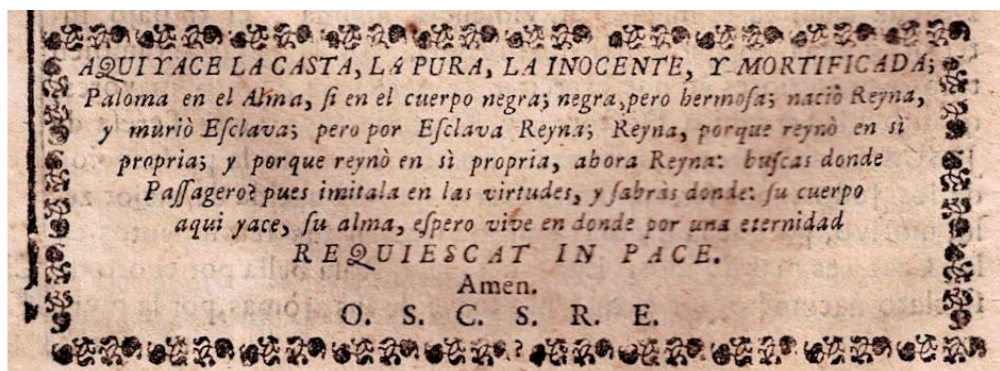 AQUI YACE LA CASTA, LA PURA, LA INOCENTE, Y MORTIFICADA;
Paloma en el Alma, ſi en el cuerpo negra; negra, pero hermoſa; naciò Reyna,
y muriò Eſclava; pero por Eſclava Reyna; Reyna, porque reynò en sì
propria; y porque reynò en sì propria, ahora Reyna: buſcas donde
Paſſagero? pues imitala en las virtudes, y ſabràs donde: ſu cuerpo
aqui yace, ſu alma, eſpero vive en donde por una eternidad
REQUIESCAT IN PACE.
Amen.
O. S. C. S. R. E.